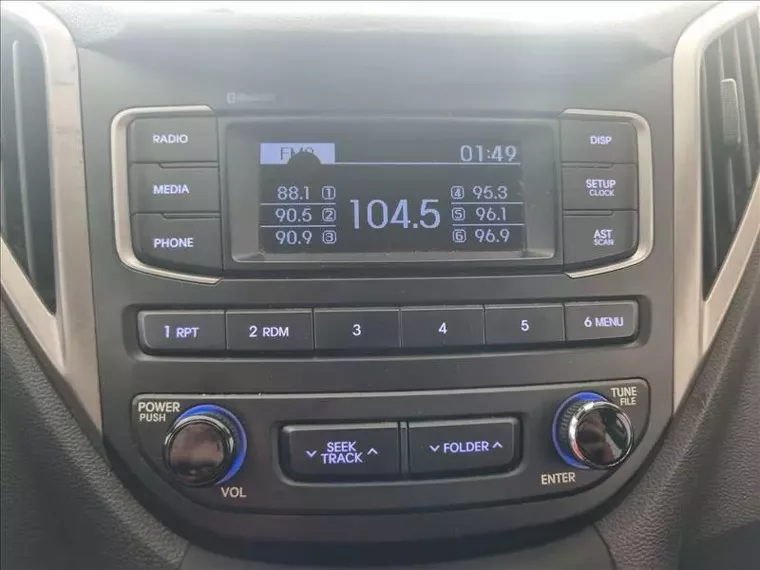 RADIO
MEDIA
PHONE
01:49
88.1 1
90.5 2
90.9 3
104.5
4 95.3
5 96.1
6 96.9
DISP
SETUP
CLOCK
AST
SCAN
1 RPT
2 RDM
3
4
5
6 MENU
POWER
PUSH
VOL
SEEK
TRACK
FOLDER
TUNE
FILE
ENTER